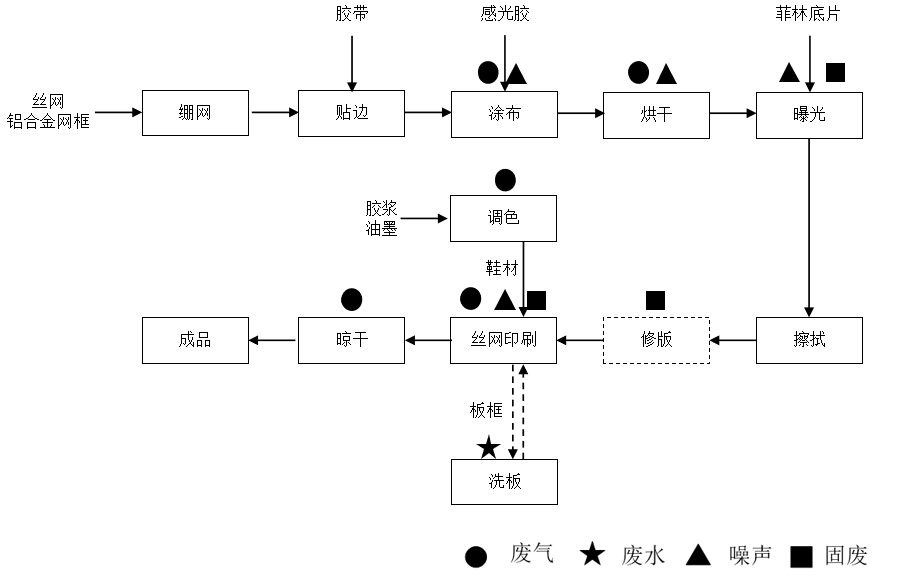 胶带
感光胶
菲林底片
丝网
铝合金网框
绷网
贴边
涂布
烘干
曝光
胶浆
油墨
调色
鞋材
成品
晾干
丝网印刷
修版
擦拭
板框
洗板
废气
废水
噪声
固废